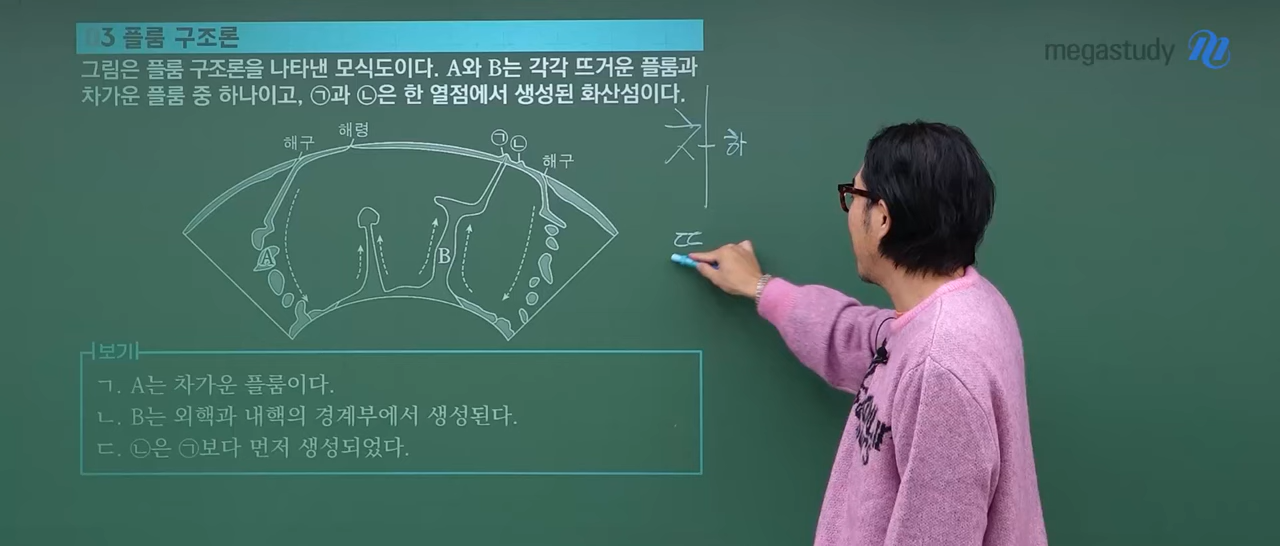 03 플룸 구조론
megastudy
그림은 플룸 구조론을 나타낸 모식도이다. A와 B는 각각 뜨거운 플룸과
차가운 플룸 중 하나이고, ㉠과 ㉡은 한 열점에서 생성된 화산섬이다.
해구
해령
㉠
㉡
해구
A
B
차
하
뜨
보기
ㄱ. A는 차가운 플룸이다.
ㄴ. B는 외핵과 내핵의 경계부에서 생성된다.
ㄷ. ㉡은 ㉠보다 먼저 생성되었다.